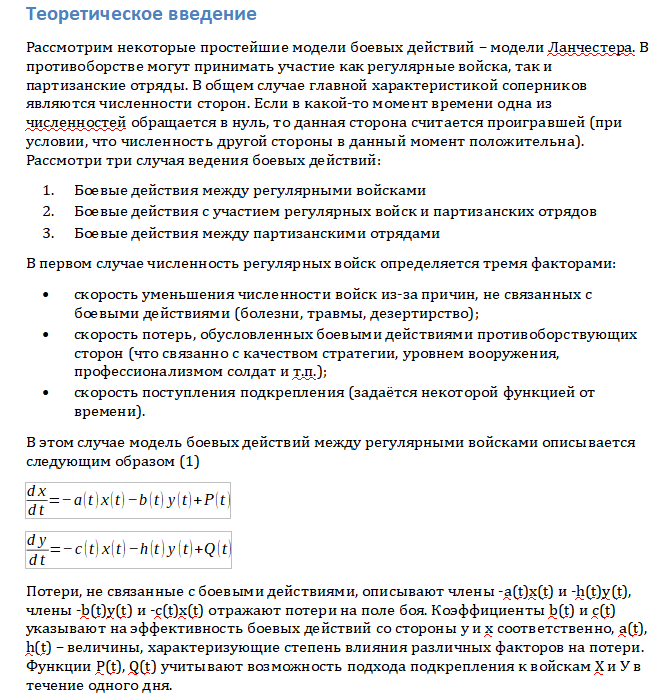 Теоретическое введение
Рассмотрим некоторые простейшие модели боевых действий – модели Ланчестера. В
противоборстве могут принимать участие как регулярные войска, так и
партизанские отряды. В общем случае главной характеристикой соперников
являются численности сторон. Если в какой-то момент времени одна из
численностей обращается в нуль, то данная сторона считается проигравшей (при
условии, что численность другой стороны в данный момент положительна).
Рассмотри три случая ведения боевых действий:
1. Боевые действия между регулярными войсками
2. Боевые действия с участием регулярных войск и партизанских отрядов
3. Боевые действия между партизанскими отрядами
В первом случае численность регулярных войск определяется тремя факторами:
• скорость уменьшения численности войск из-за причин, не связанных с
боевыми действиями (болезни, травмы, дезертирство);
• скорость потерь, обусловленных боевыми действиями противоборствующих
сторон (что связанно с качеством стратегии, уровнем вооружения,
профессионализмом солдат и т.п.);
• скорость поступления подкрепления (задаётся некоторой функцией от
времени).
В этом случае модель боевых действий между регулярными войсками описывается
следующим образом (1)
dx/dt=−a(t)x(t)−b(t)y(t)+P(t)
dy/dt=−c(t)x(t)−h(t)y(t)+Q(t)
Потери, не связанные с боевыми действиями, описывают члены -a(t)x(t) и -h(t)y(t),
члены -b(t)y(t) и -c(t)x(t) отражают потери на поле боя. Коэффициенты b(t) и c(t)
указывают на эффективность боевых действий со стороны y и x соответственно, a(t),
h(t) – величины, характеризующие степень влияния различных факторов на потери.
Функции P(t), Q(t) учитывают возможность подхода подкрепления к войскам X и У в
течение одного дня.